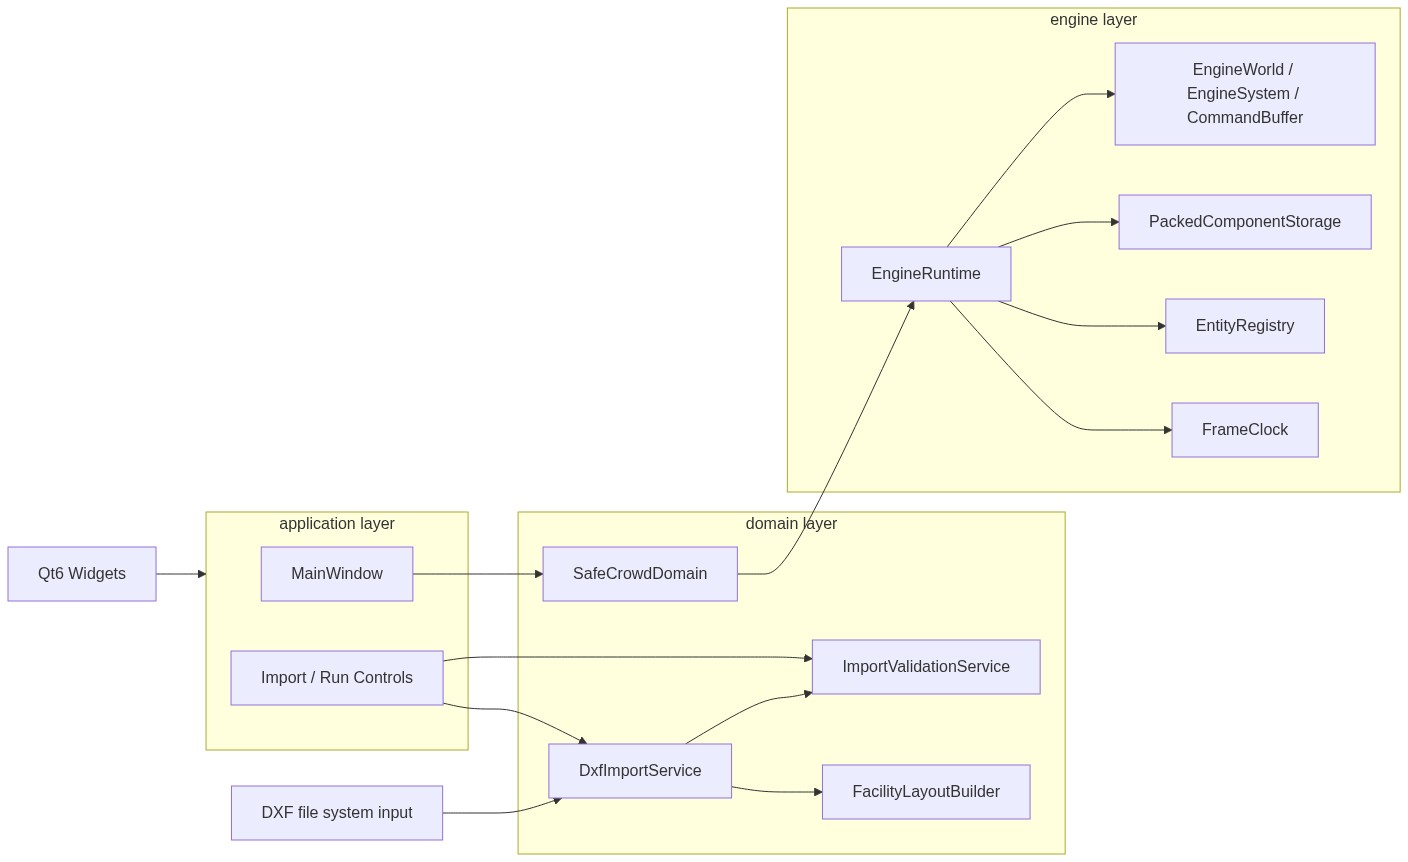 engine layer
EngineWorld /
EngineSystem /
CommandBuffer
PackedComponentStorage
EngineRuntime
EntityRegistry
FrameClock
application layer
domain layer
Qt6 Widgets
MainWindow
SafeCrowdDomain
Import / Run Controls
ImportValidationService
DxfImportService
FacilityLayoutBuilder
DXF file system input